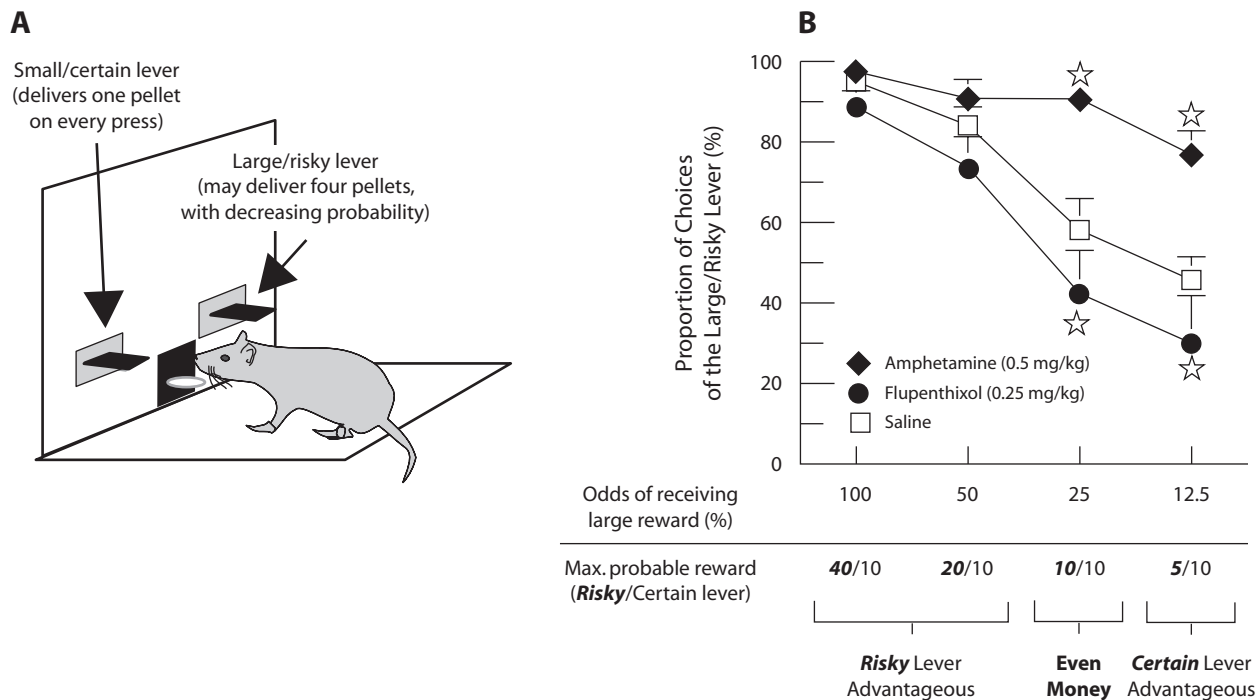 A
Small/certain lever
(delivers one pellet
on every press)
Large/risky lever
(may deliver four pellets,
with decreasing probability)
B
Proportion of Choices
of the Large/Risky Lever (%)
100
80
60
40
20
0
Amphetamine (0.5 mg/kg)
Flupenthixol (0.25 mg/kg)
Saline
Odds of receiving
large reward (%)
100 50 25 12.5
Max. probable reward
(Risky/Certain lever)
40/10 20/10 10/10 5/10
Risky Lever
Advantageous
Even
Money
Certain Lever
Advantageous